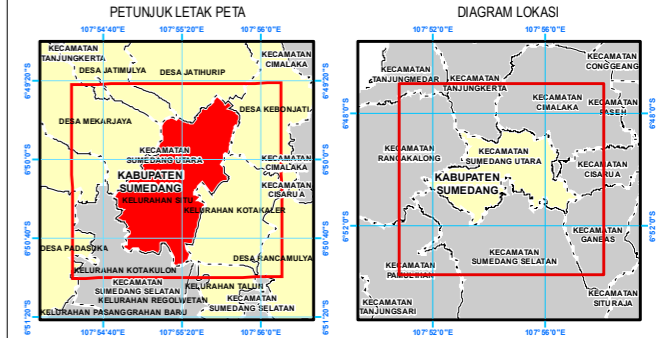 PETUNJUK LETAK PETA
107°54'40"E
107°55'20"E
107°56'0"E
KECAMATAN
TANJUNGKERTA
KECAMATAN
CIMALAKA
DESA JATIMULYA
DESA JATIHURIP
6°49'20"S
6°49'20"S
DESA KEBONJATI
DESA MEKARJAYA
KECAMATAN
SUMEDANG UTARA
6°50'0"S
KECAMATAN
CIMALAKA
KABUPATEN
SUMEDANG
KECAMATAN
CISARUA
KELURAHAN SITU
KELURAHAN KOTAKALER
6°50'40"S
6°50'40"S
DESA PADASUKA
DESA RANCAMULYA
KELURAHAN KOTAKULON
KECAMATAN
SUMEDANG SELATAN
KELURAHAN TALUN
KELURAHAN REGOLWETAN
KECAMATAN
SUMEDANG SELATAN
KELURAHAN PASANGGRAHAN BARU
6°51'20"S
6°51'20"S
107°54'40"E
107°55'20"E
107°56'0"E
DIAGRAM LOKASI
107°52'0"E
107°56'0"E
KECAMATAN
CONGGEANG
KECAMATAN
TANJUNGMEDAR
KECAMATAN
TANJUNGKERTA
KECAMATAN
CIMALAKA
KECAMATAN
PASEH
6°48'0"S
6°48'0"S
KECAMATAN
RANCAKALONG
KECAMATAN
SUMEDANG UTARA
KECAMATAN
CISARUA
KABUPATEN
SUMEDANG
6°52'0"S
6°52'0"S
KECAMATAN
GANEAS
KECAMATAN
SUMEDANG SELATAN
KECAMATAN
PAMULIHAN
KECAMATAN
TANJUNGSARI
KECAMATAN
SITURAJA
107°52'0"E
107°56'0"E